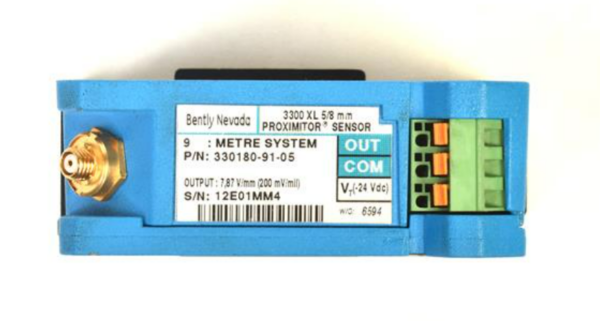 Bently Nevada
3300 XL 5/8 mm
PROXIMITOR® SENSOR
9 : METRE SYSTEM
P/N: 330180-91-05
OUTPUT : 7,87 V/mm (200 mV/mil)
S/N: 12E01MM4
OUT
COM
VT(-24 Vdc)
W/O: 6594